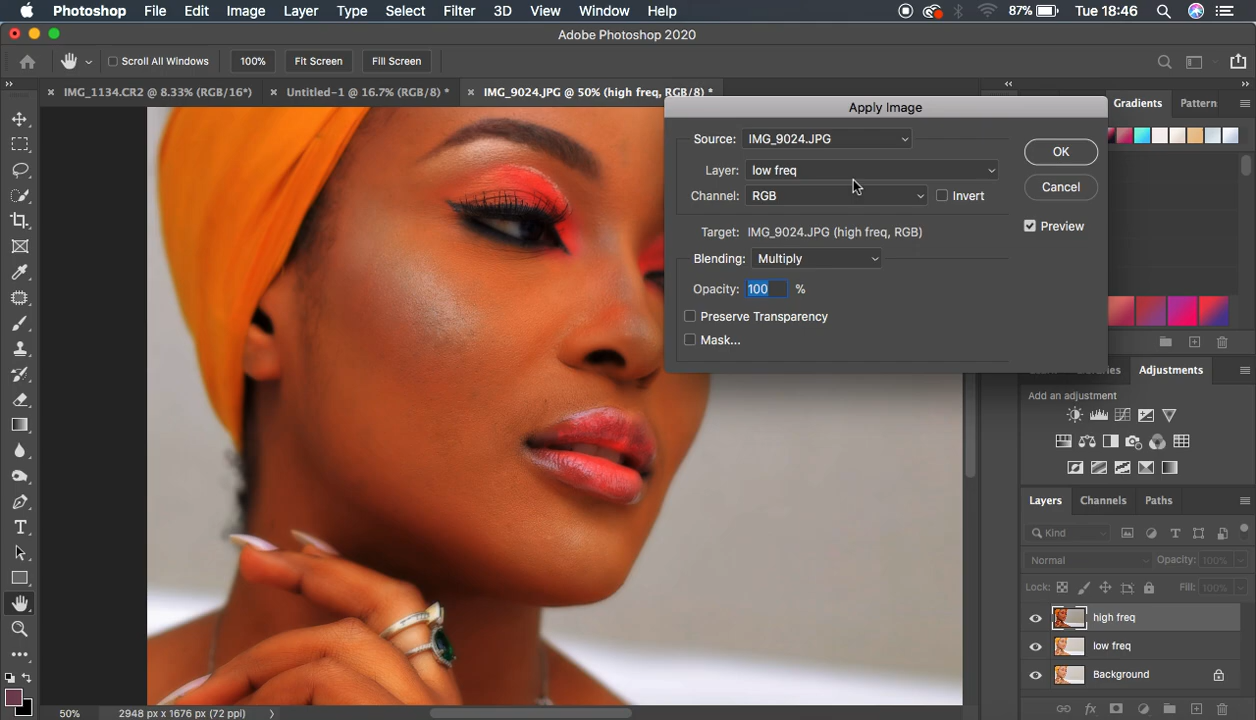 Photoshop File Edit Image Layer Type Select Filter 3D View Window Help 87% Tue 18:46
Adobe Photoshop 2020
Scroll All Windows 100% Fit Screen Fill Screen
IMG_1134.CR2 @ 8.33% (RGB/16*) Untitled-1 @ 16.7% (RGB/8) * IMG_9024.JPG @ 50% (high freq, RGB/8) *
Apply Image
Gradients Pattern
Source: IMG_9024.JPG
OK
Layer: low freq
Cancel
Channel: RGB Invert
Preview
Target: IMG_9024.JPG (high freq, RGB)
Blending: Multiply
Opacity: 100 %
Preserve Transparency
Mask...
Adjustments
Add an adjustment
Layers Channels Paths
Kind
Normal Opacity: 100%
Lock: Fill: 100%
high freq
low freq
Background
50% 2948 px x 1676 px (72 ppi)